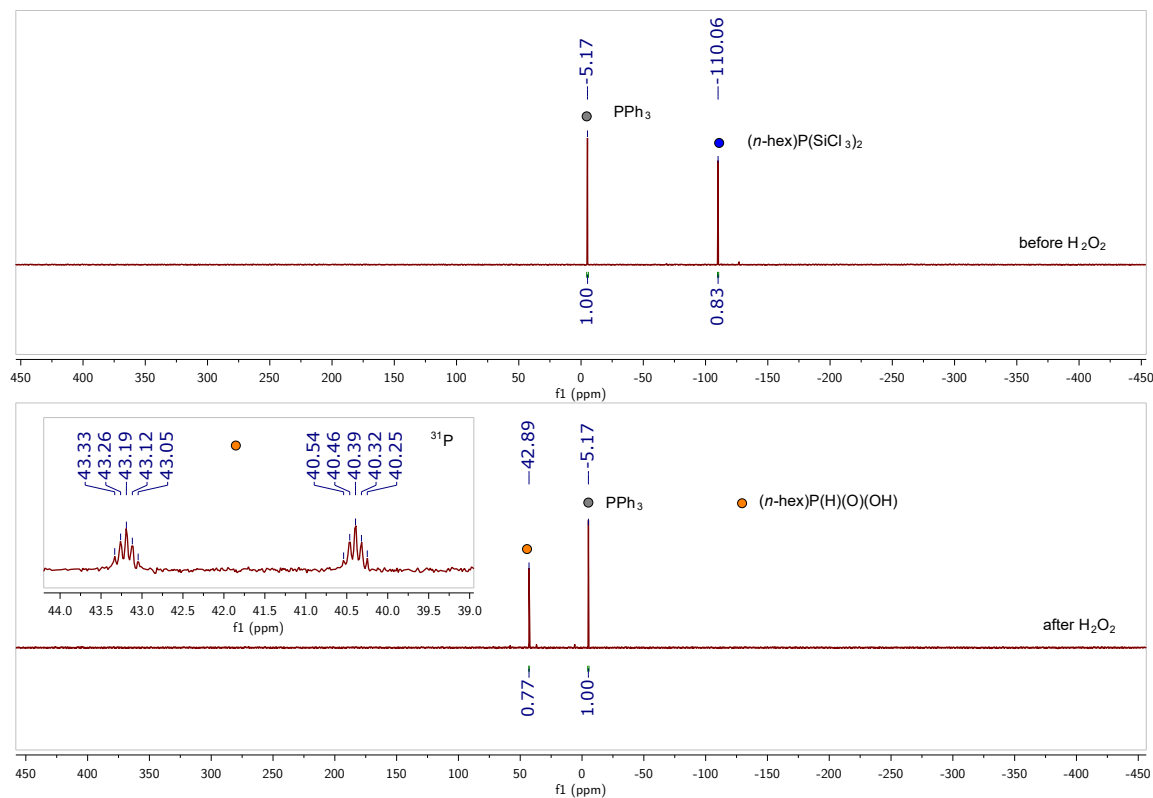 -5.17
-110.06
PPh3
(n-hex)P(SiCl3)2
before H2O2
1.00
0.83
450 400 350 300 250 200 150 100 50 0 -50 -100 -150 -200 -250 -300 -350 -400 -450
f1 (ppm)
43.33 43.26 43.19 43.12 43.05 40.54 40.46 40.39 40.32 40.25
31P
44.0 43.5 43.0 42.5 42.0 41.5 41.0 40.5 40.0 39.5 39.0
f1 (ppm)
42.89
-5.17
PPh3
(n-hex)P(H)(O)(OH)
after H2O2
0.77
1.00
450 400 350 300 250 200 150 100 50 0 -50 -100 -150 -200 -250 -300 -350 -400 -450
f1 (ppm)